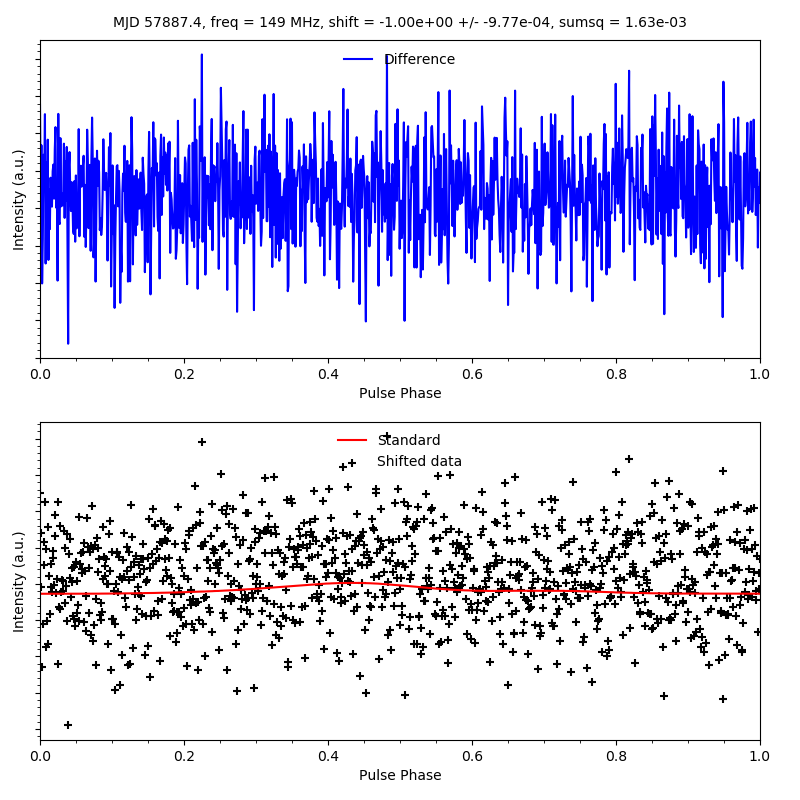 MJD 57887.4, freq = 149 MHz, shift = -1.00e+00 +/- -9.77e-04, sumsq = 1.63e-03
Difference
Intensity (a.u.)
0.0 0.2 0.4 0.6 0.8 1.0
Pulse Phase
Standard
Shifted data
Intensity (a.u.)
0.0 0.2 0.4 0.6 0.8 1.0
Pulse Phase